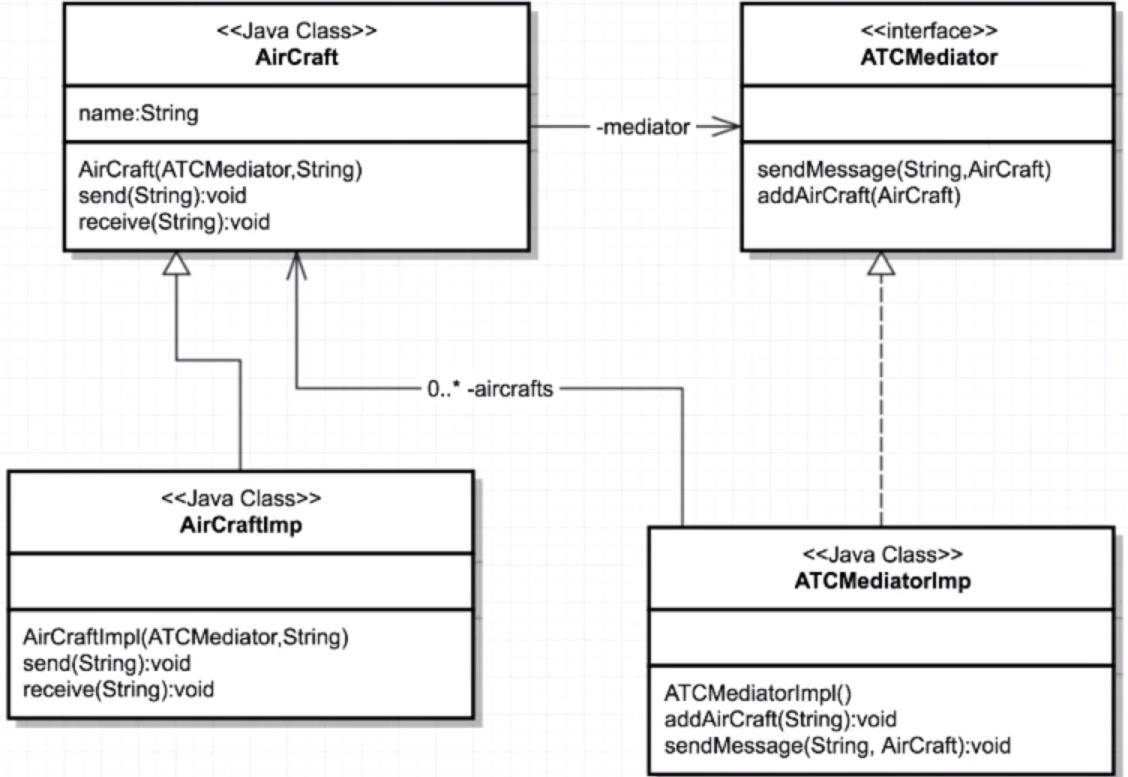 <<Java Class>>
AirCraft
name:String
AirCraft(ATCMediator,String)
send(String):void
receive(String):void
-mediator
<<interface>>
ATCMediator
sendMessage(String,AirCraft)
addAirCraft(AirCraft)
0..* -aircrafts
<<Java Class>>
AirCraftImp
AirCraftImpl(ATCMediator,String)
send(String):void
receive(String):void
<<Java Class>>
ATCMediatorImp
ATCMediatorImpl()
addAirCraft(String):void
sendMessage(String, AirCraft):void